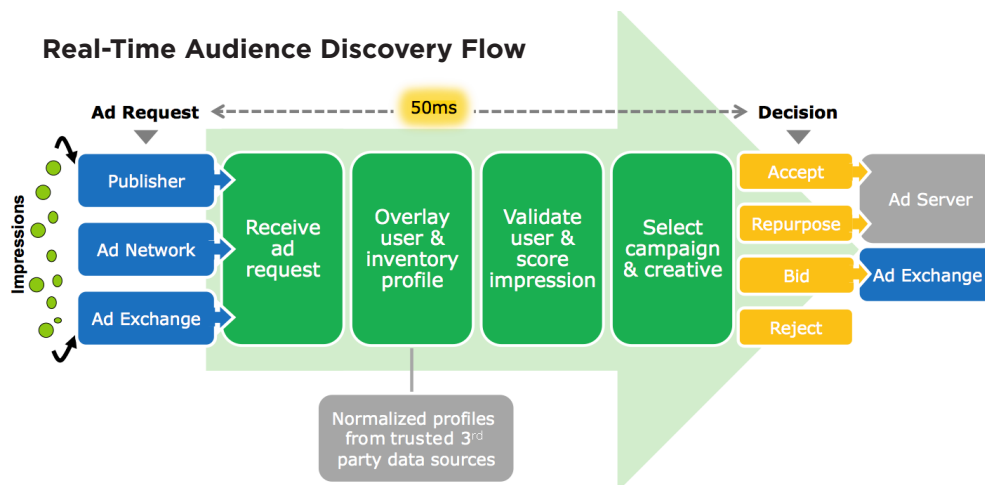 Real-Time Audience Discovery Flow
50ms
Ad Request
Decision
Impressions
Publisher
Ad Network
Ad Exchange
Receive
ad
request
Overlay
user &
inventory
profile
Validate
user &
score
impression
Select
campaign
& creative
Accept
Repurpose
Bid
Reject
Ad Server
Ad Exchange
Normalized profiles
from trusted 3rd
party data sources